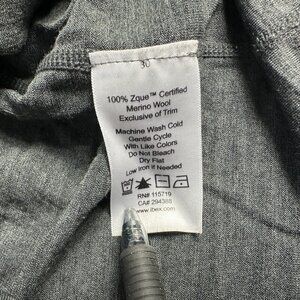 30
100% Zque™ Certified
Merino Wool
Exclusive of Trim
Machine Wash Cold
Gentle Cycle
With Like Colors
Do Not Bleach
Dry Flat
Low Iron if Needed
RN# 115719
CA# 294388
www.ibex.com